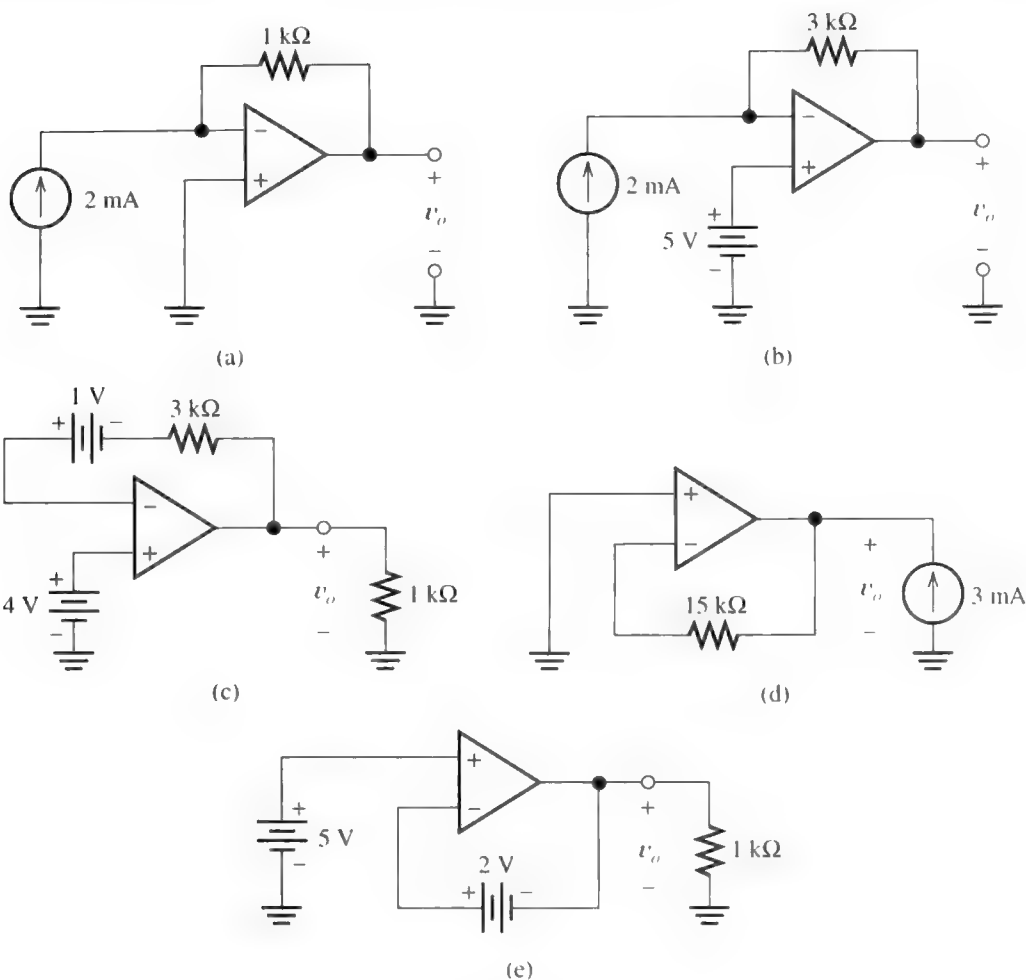 1 kΩ
−
+
2 mA
+
v_o
−
(a)
3 kΩ
−
+
2 mA
+
5 V
−
+
v_o
−
(b)
1 V
+ −
3 kΩ
−
+
+
4 V
−
+
v_o
−
1 kΩ
(c)
+
−
15 kΩ
+
v_o
−
3 mA
(d)
+
−
+
5 V
−
2 V
+ −
+
v_o
−
1 kΩ
(e)